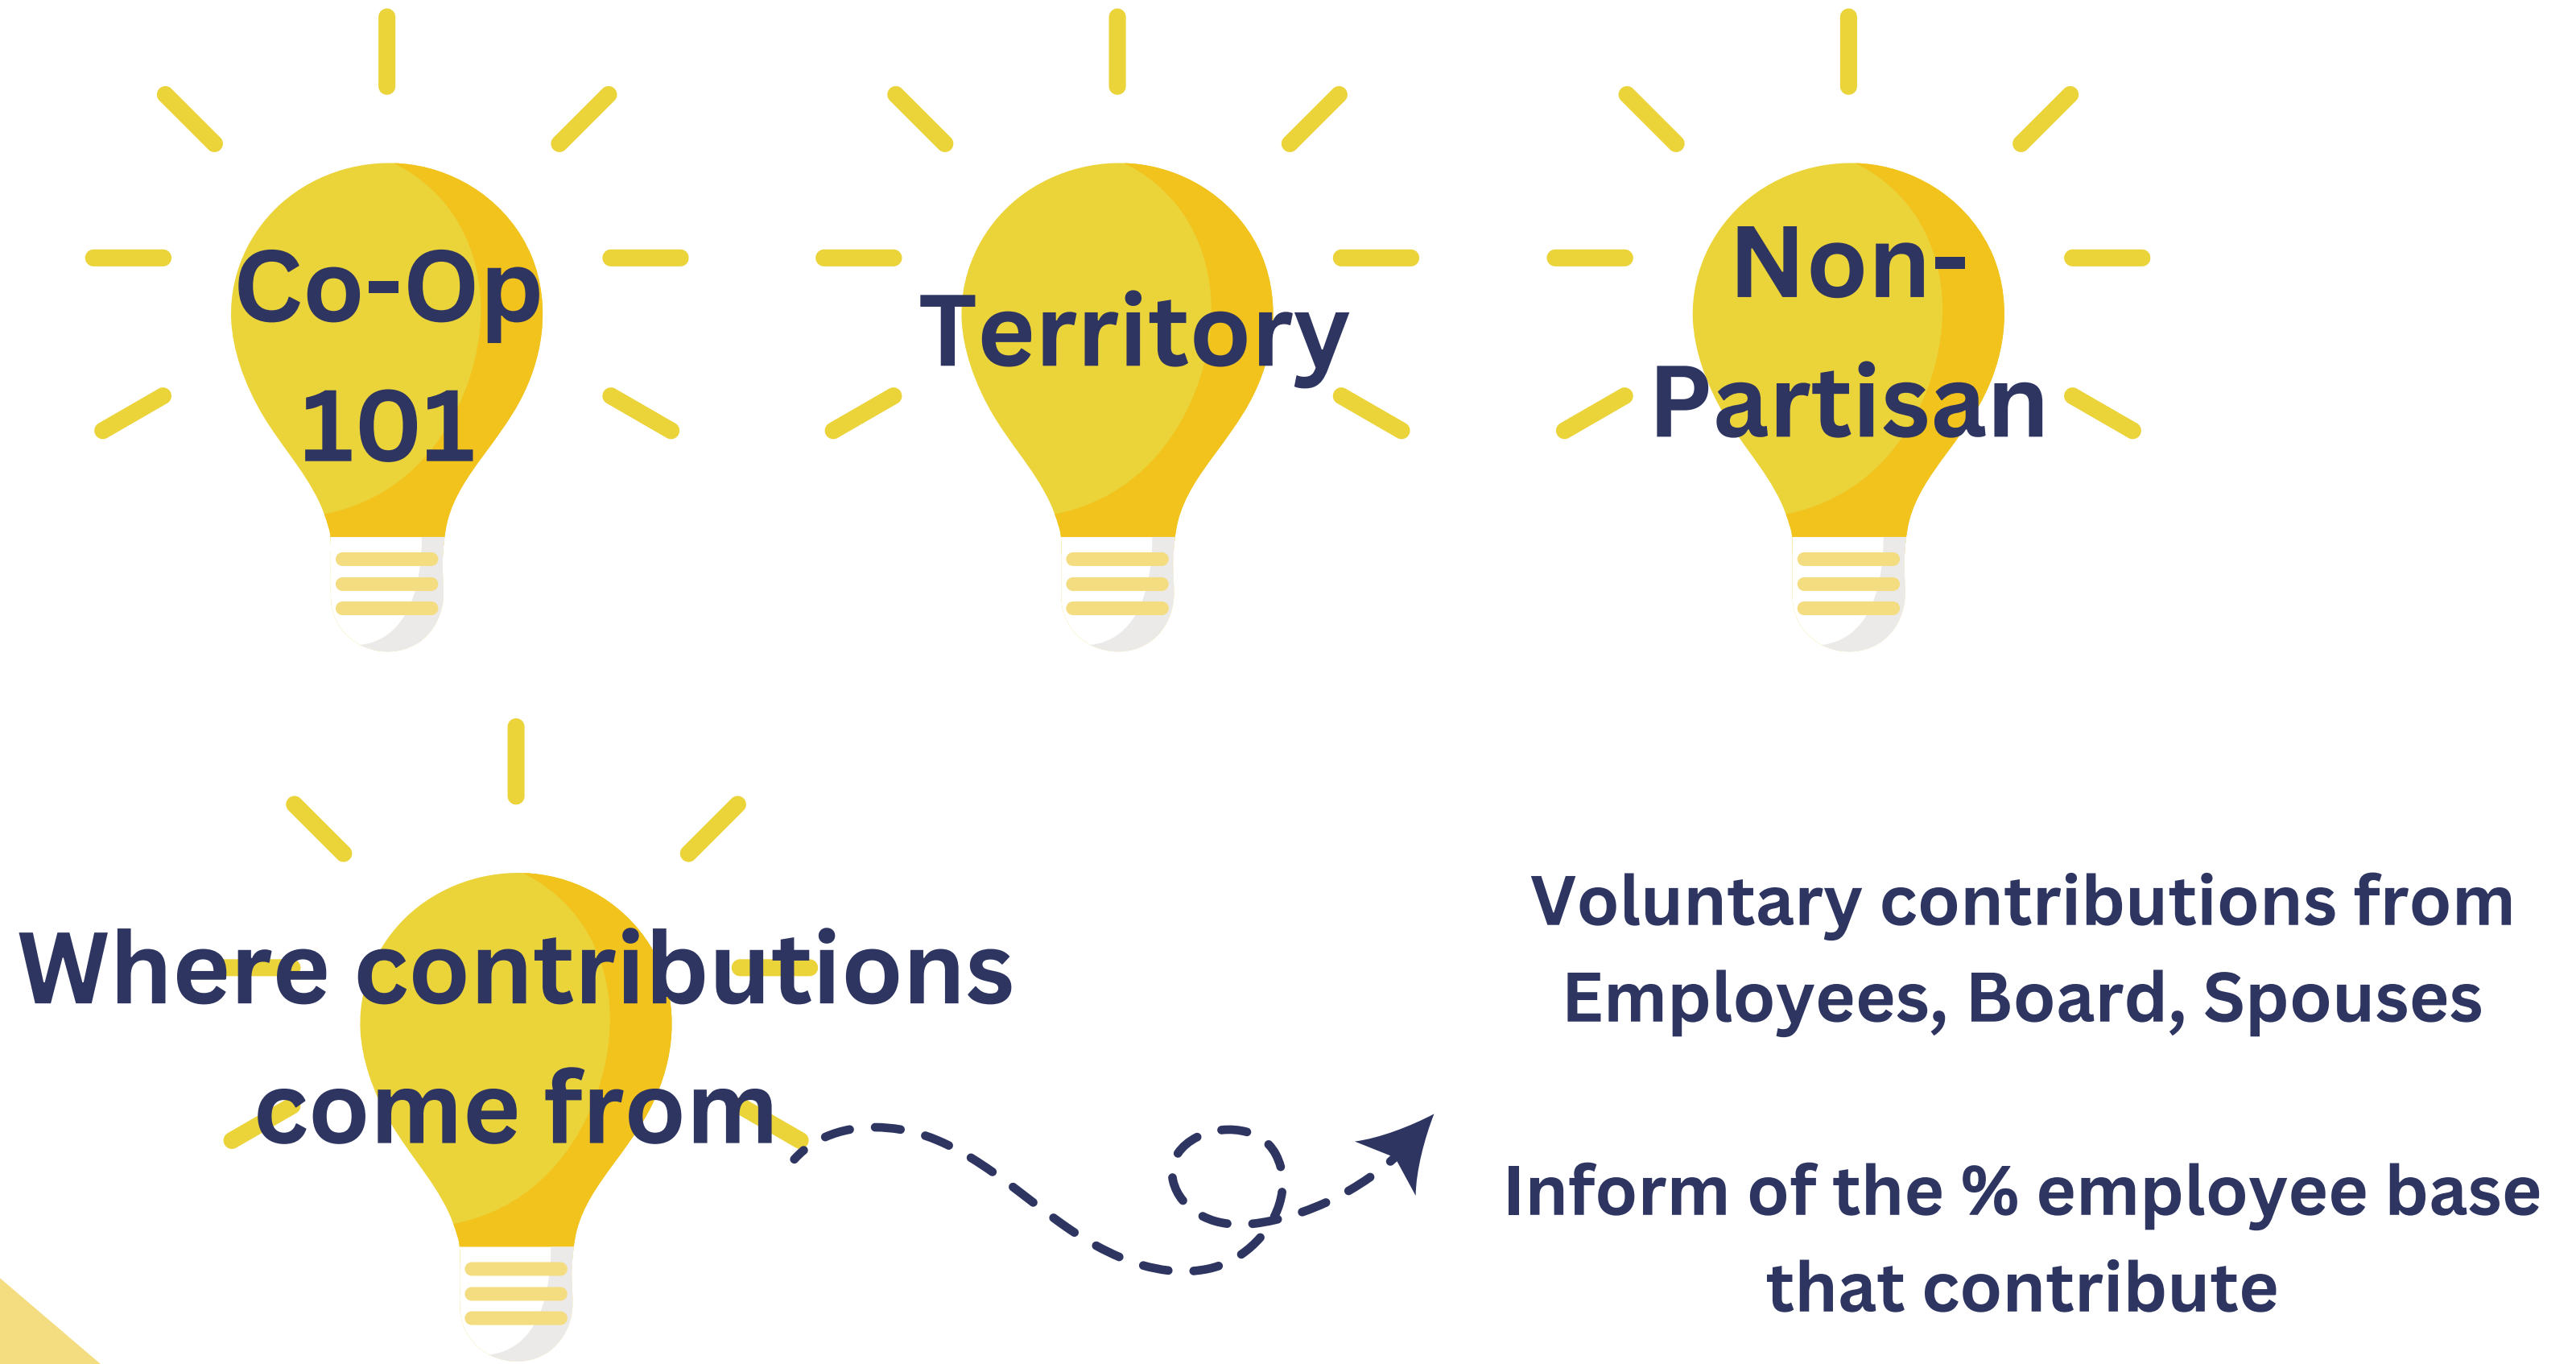 Co-Op
101
Territory
Non-
Partisan
Where contributions
come from
Voluntary contributions from
Employees, Board, Spouses
Inform of the % employee base
that contribute